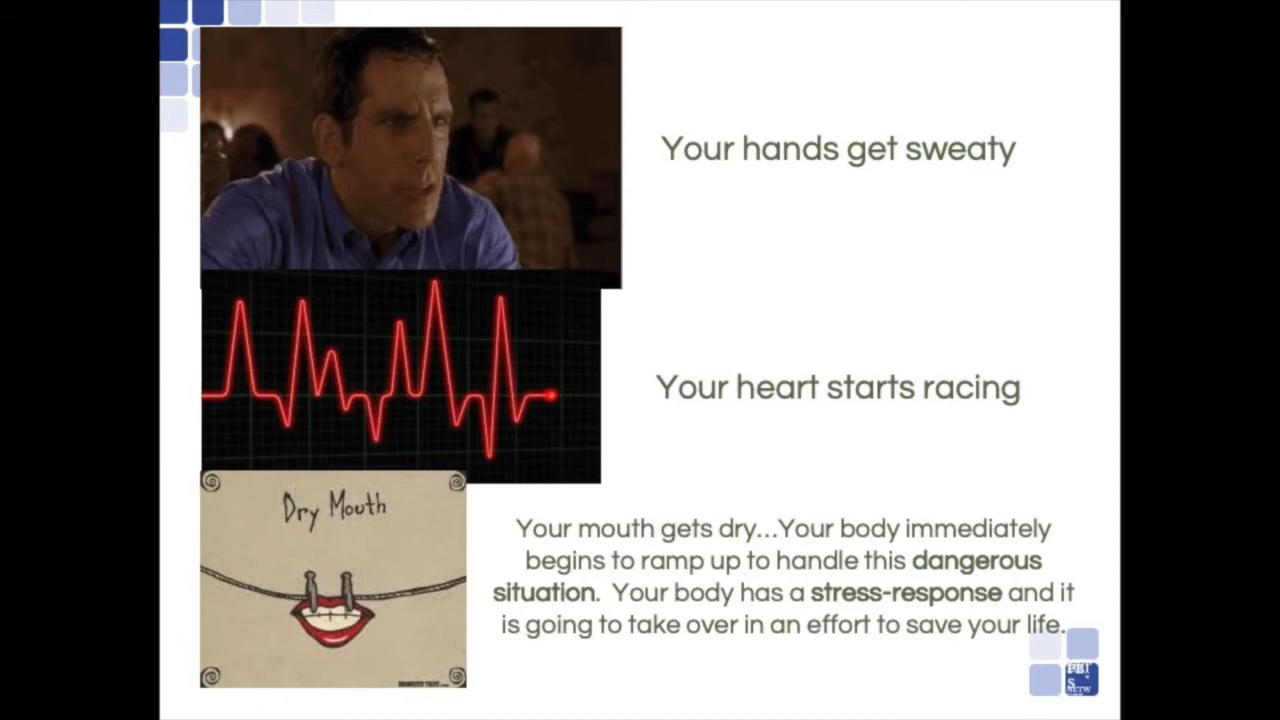 Your hands get sweaty
Your heart starts racing
Dry Mouth
Your mouth gets dry...Your body immediately
begins to ramp up to handle this dangerous
situation.  Your body has a stress-response and it
is going to take over in an effort to save your life.